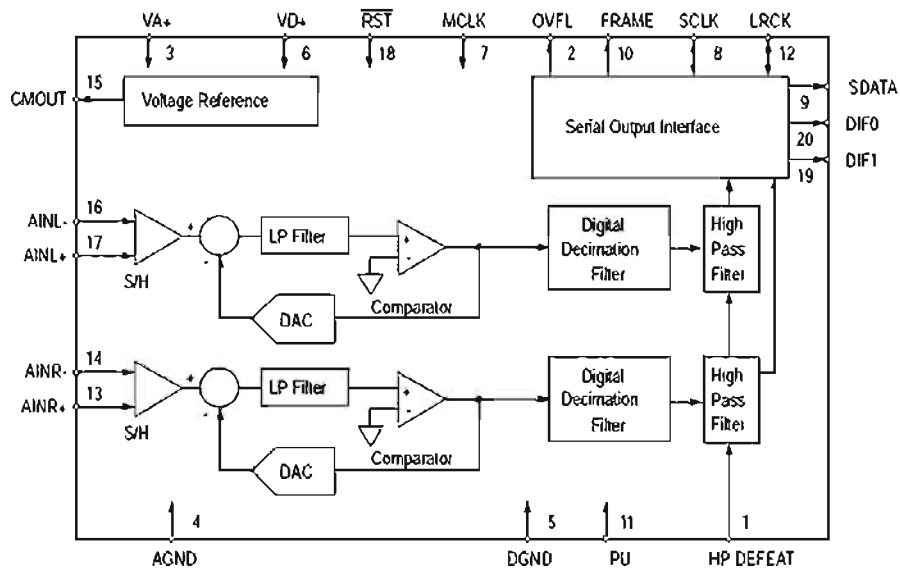 VA+ VD+ RST MCLK OVFL FRAME SCLK LRCK
3 6 18 7 2 10 8 12
15
CMOUT
Voltage Reference
Serial Output Interface
9
SDATA
20
DIF0
19
DIF1
16
AINL-
17
AINL+
S/H
+
-
LP Filter
+
-
Comparator
DAC
Digital
Decimation
Filter
High
Pass
Filter
14
AINR-
13
AINR+
S/H
+
-
LP Filter
+
-
Comparator
DAC
Digital
Decimation
Filter
High
Pass
Filter
4 5 11 1
AGND DGND PU HP DEFEAT